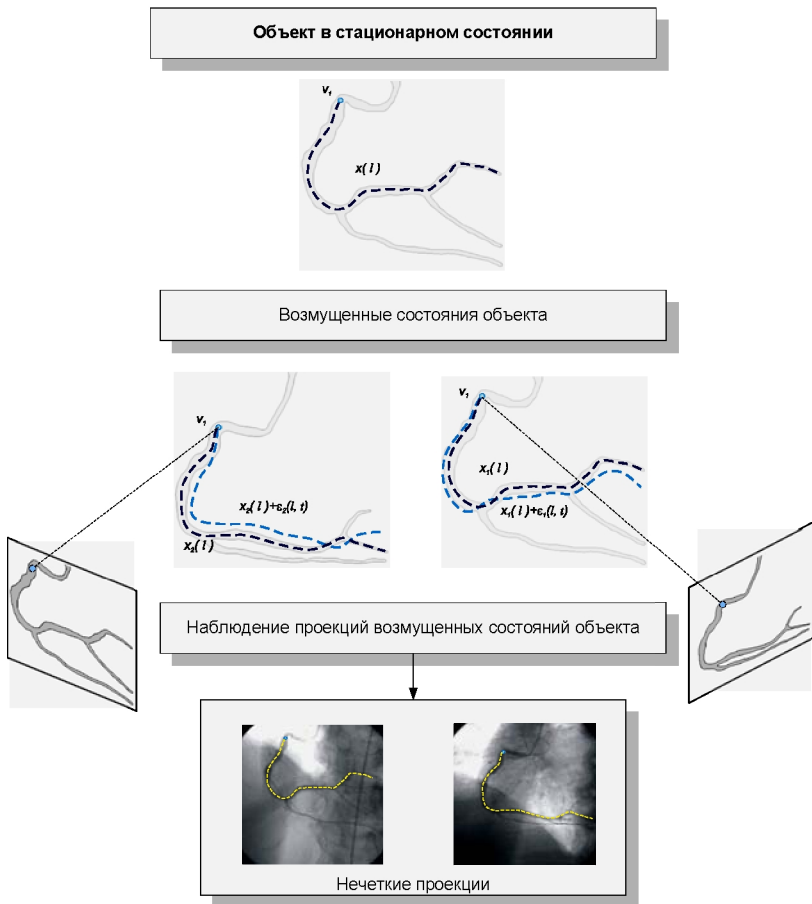 Объект в стационарном состоянии
v₁
x( l )
Возмущенные состояния объекта
v₁
x₂( l )+ε₂(l, t)
x₂( l )
v₁
x₁( l )
x₁( l )+ε₁(l, t)
Наблюдение проекций возмущенных состояний объекта
Нечеткие проекции